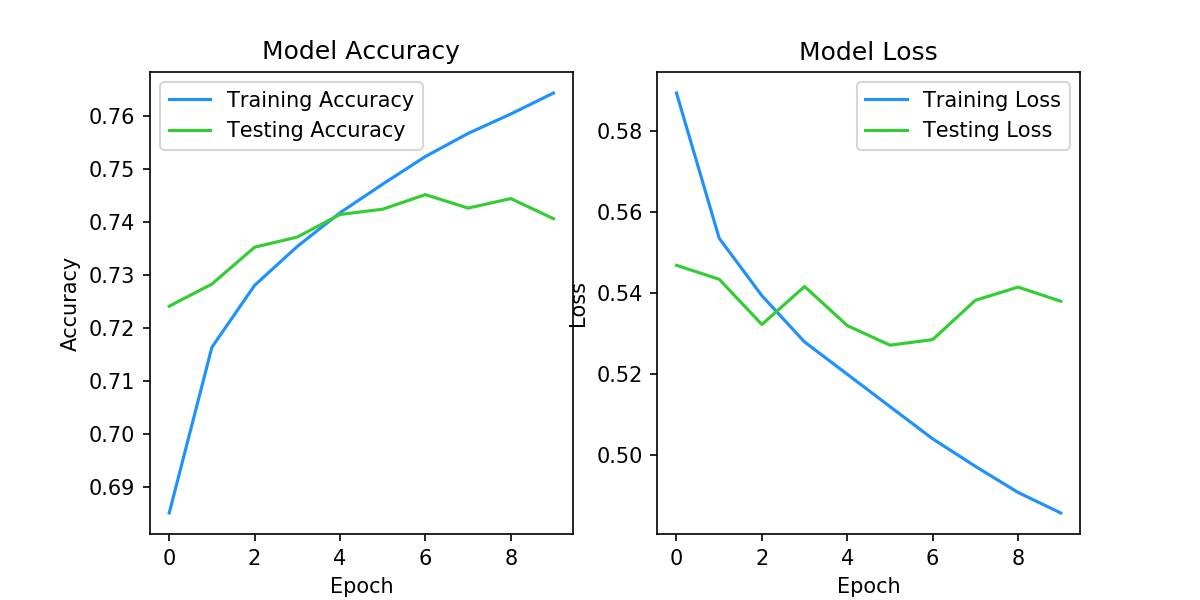 Model Accuracy
Training Accuracy
Testing Accuracy
0.76
0.75
0.74
0.73
0.72
0.71
0.70
0.69
Accuracy
0 2 4 6 8
Epoch
Model Loss
Training Loss
Testing Loss
0.58
0.56
0.54
0.52
0.50
Loss
0 2 4 6 8
Epoch